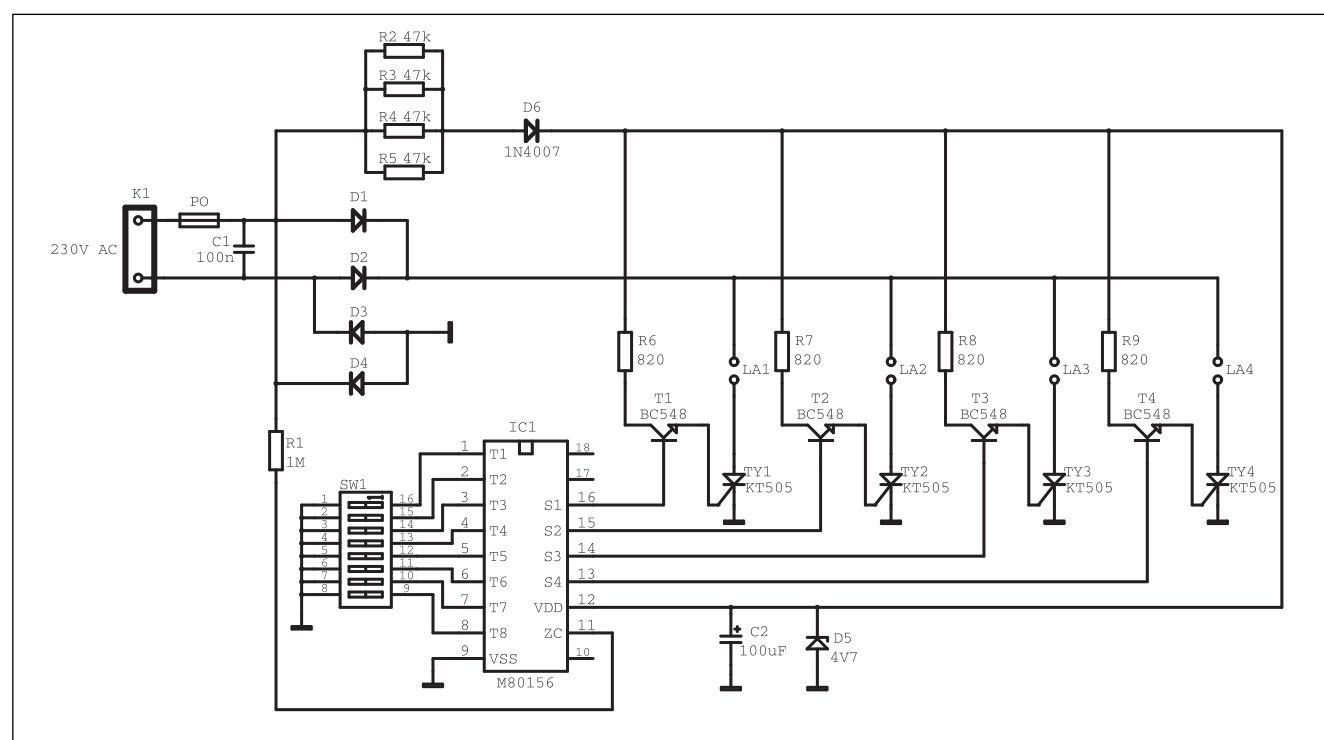 R2 47k
R3 47k
R4 47k
R5 47k
D6
1N4007
K1
PO
D1
C1
100n
230V AC
D2
D3
D4
R6
820
LA1
R7
820
LA2
R8
820
LA3
R9
820
LA4
T1
BC548
T2
BC548
T3
BC548
T4
BC548
R1
1M
IC1
1
T1
18
2
T2
17
3
T3
S1
16
4
T4
S2
15
5
T5
S3
14
6
T6
S4
13
7
T7
VDD
12
8
T8
ZC
11
9
VSS
10
M80156
SW1
1
16
2
15
3
14
4
13
5
12
6
11
7
10
8
9
TY1
KT505
TY2
KT505
TY3
KT505
TY4
KT505
+
C2
100uF
D5
4V7